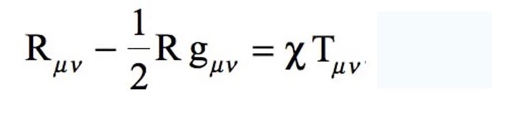 R_μν − 1/2 R g_μν = χ T_μν